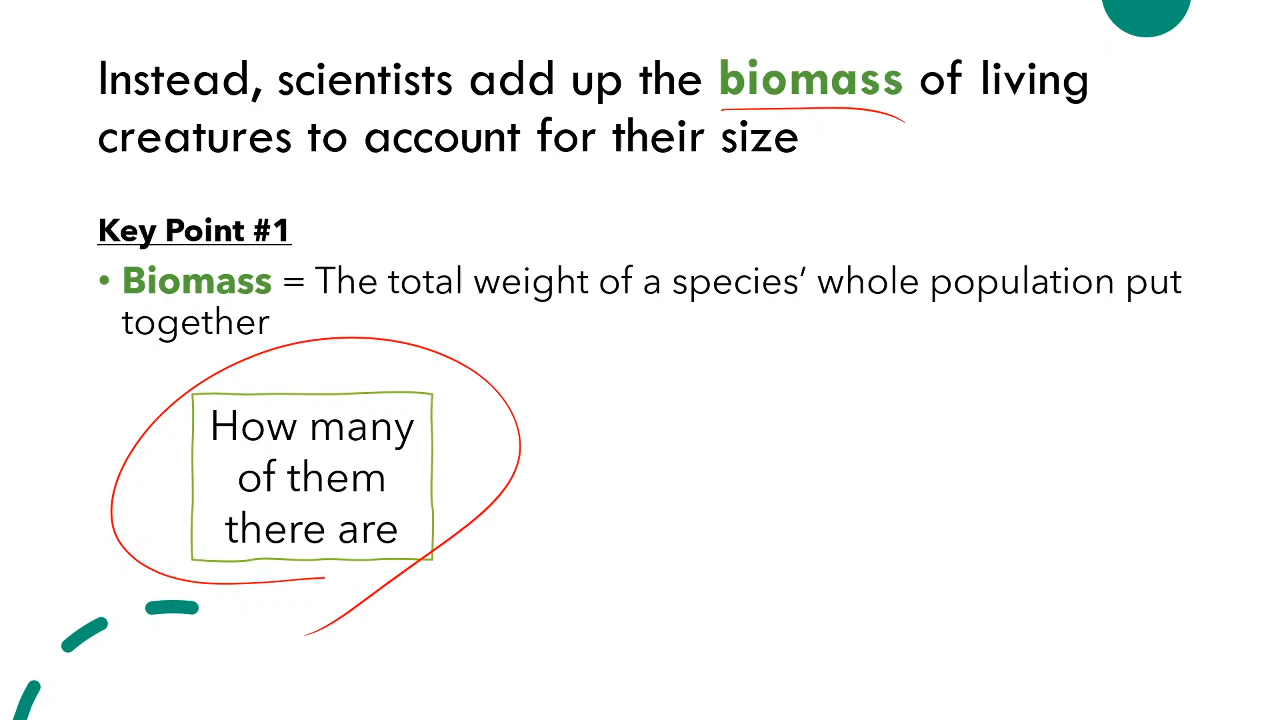 Instead, scientists add up the biomass of living
creatures to account for their size
Key Point #1
• Biomass = The total weight of a species’ whole population put
together
How many
of them
there are